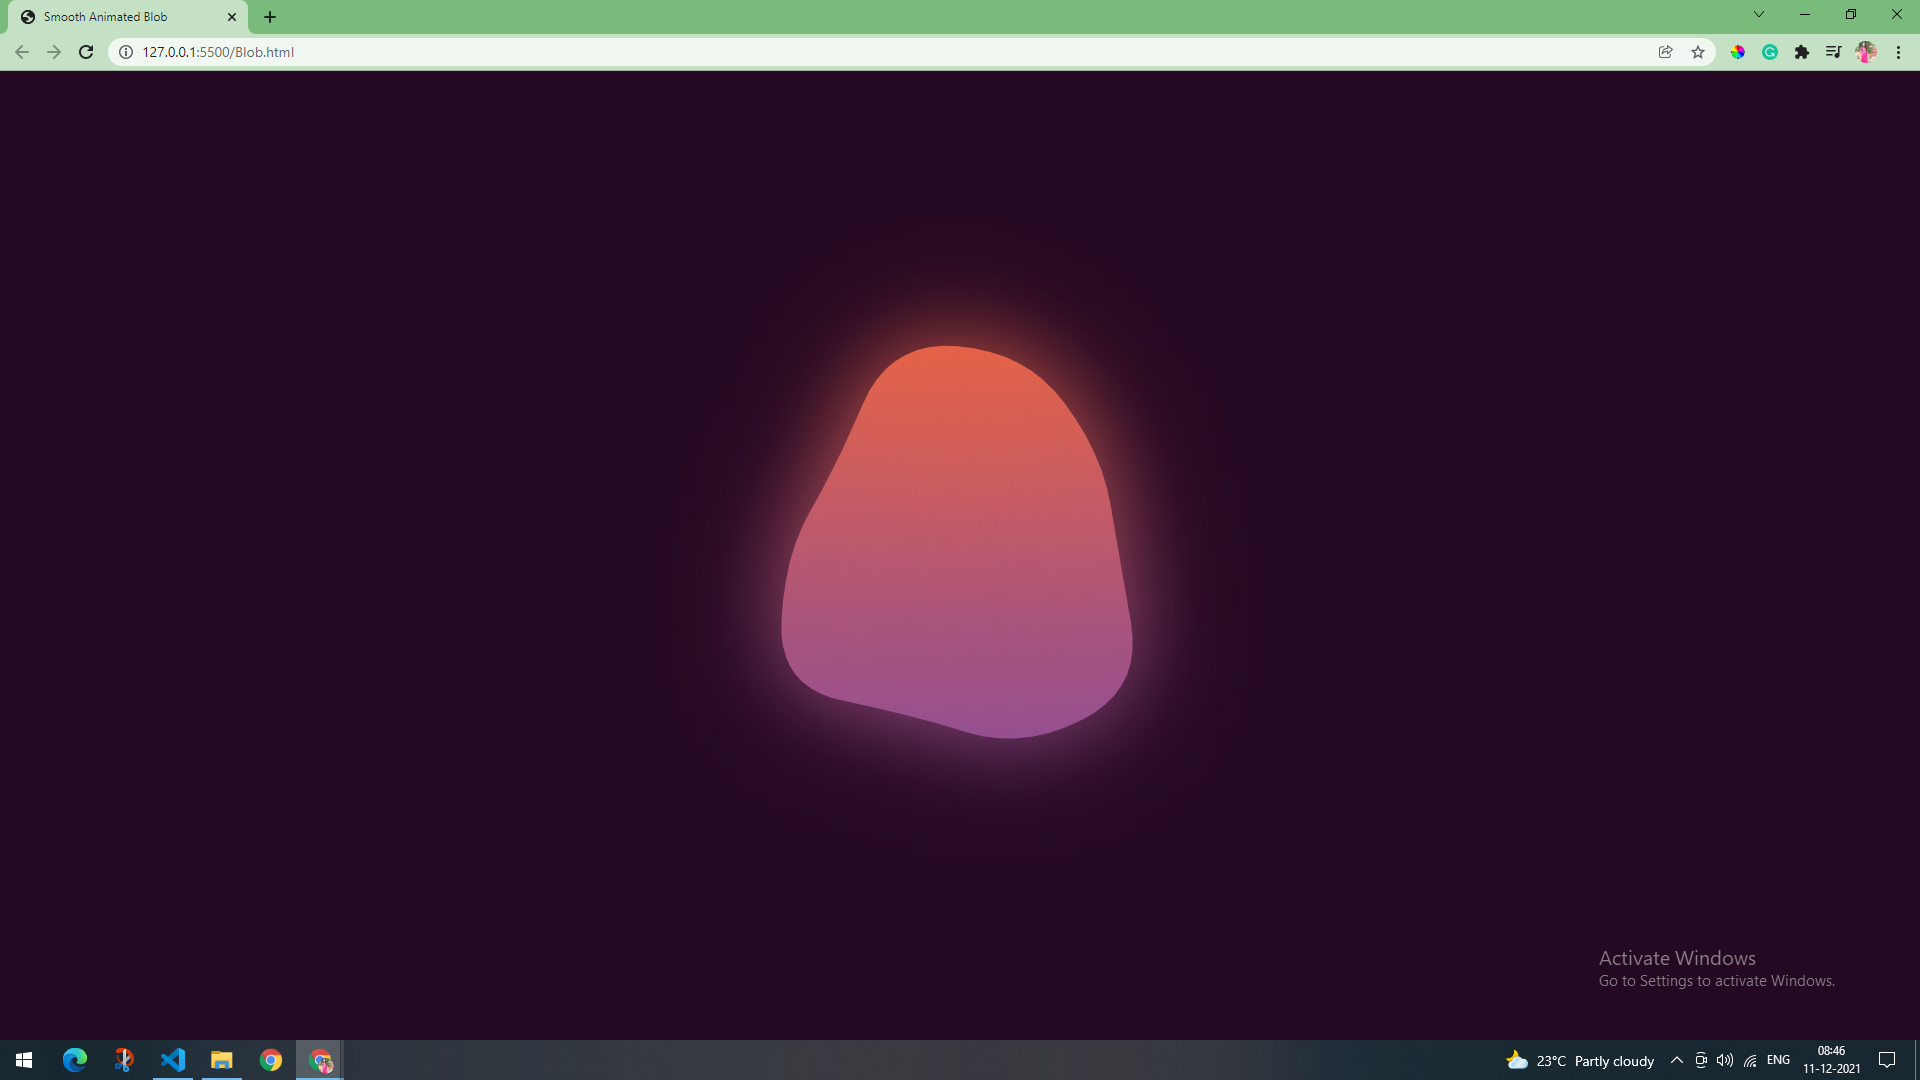 Smooth Animated Blob
127.0.0.1:5500/Blob.html
Activate Windows
Go to Settings to activate Windows.
23°C Partly cloudy
ENG
08:46
11-12-2021